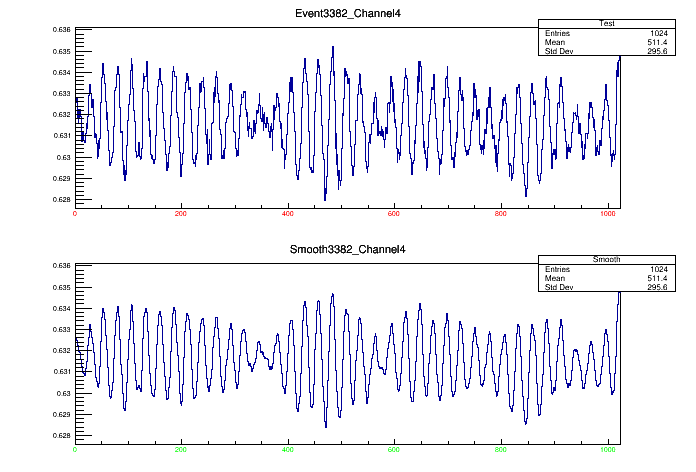 Event3382_Channel4
Test
Entries 1024
Mean 511.4
Std Dev 295.6
0.636
0.635
0.634
0.633
0.632
0.631
0.63
0.629
0.628
0 200 400 600 800 1000
Smooth3382_Channel4
Smooth
Entries 1024
Mean 511.4
Std Dev 295.6
0.636
0.635
0.634
0.633
0.632
0.631
0.63
0.629
0.628
0 200 400 600 800 1000